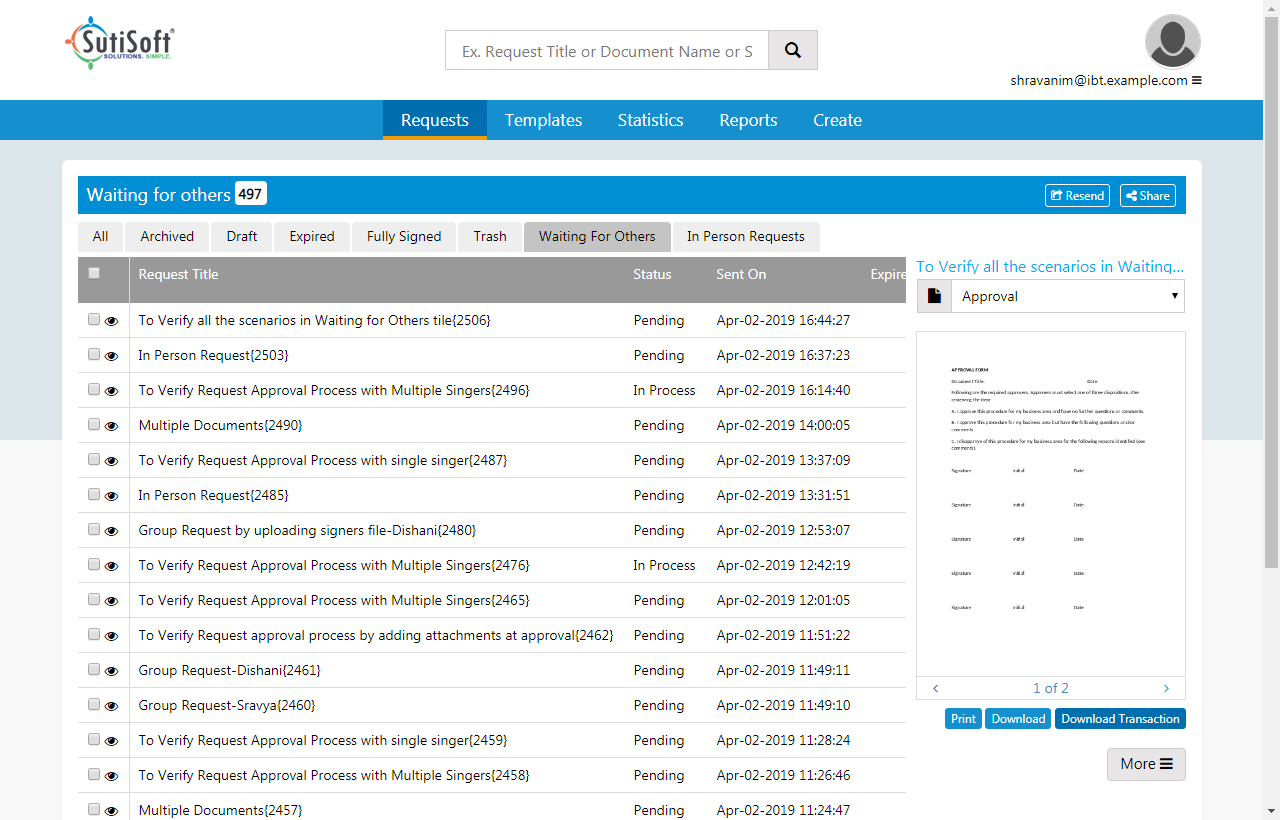 SutiSoft®
SOLUTIONS. SIMPLE.
Ex. Request Title or Document Name or S
shravanim@ibt.example.com
Requests Templates Statistics Reports Create
Waiting for others 497
Resend Share
All Archived Draft Expired Fully Signed Trash Waiting For Others In Person Requests
Request Title Status Sent On Expire
To Verify all the scenarios in Waiting for Others tile{2506} Pending Apr-02-2019 16:44:27
In Person Request{2503} Pending Apr-02-2019 16:37:23
To Verify Request Approval Process with Multiple Singers{2496} In Process Apr-02-2019 16:14:40
Multiple Documents{2490} Pending Apr-02-2019 14:00:05
To Verify Request Approval Process with single singer{2487} Pending Apr-02-2019 13:37:09
In Person Request{2485} Pending Apr-02-2019 13:31:51
Group Request by uploading signers file-Dishani{2480} Pending Apr-02-2019 12:53:07
To Verify Request Approval Process with Multiple Singers{2476} In Process Apr-02-2019 12:42:19
To Verify Request Approval Process with Multiple Singers{2465} Pending Apr-02-2019 12:01:05
To Verify Request approval process by adding attachments at approval{2462} Pending Apr-02-2019 11:51:22
Group Request-Dishani{2461} Pending Apr-02-2019 11:49:11
Group Request-Sravya{2460} Pending Apr-02-2019 11:49:10
To Verify Request Approval Process with single singer{2459} Pending Apr-02-2019 11:28:24
To Verify Request Approval Process with Multiple Singers{2458} Pending Apr-02-2019 11:26:46
Multiple Documents{2457} Pending Apr-02-2019 11:24:47
To Verify all the scenarios in Waiting...
Approval
APPROVAL FORM
Document Title: Date:
Following are the required approvers. Approvers must select one of three dispositions after
reviewing the item:
A. I approve this procedure for my business area and have no further questions or comments.
B. I approve this procedure for my business area but have the following questions and/or
comments.
C. I disapprove of this procedure for my business area for the following reasons identified (see
comments).
Signature Initial Date
Signature Initial Date
Signature Initial Date
Signature Initial Date
Signature Initial Date
1 of 2
Print Download Download Transaction
More